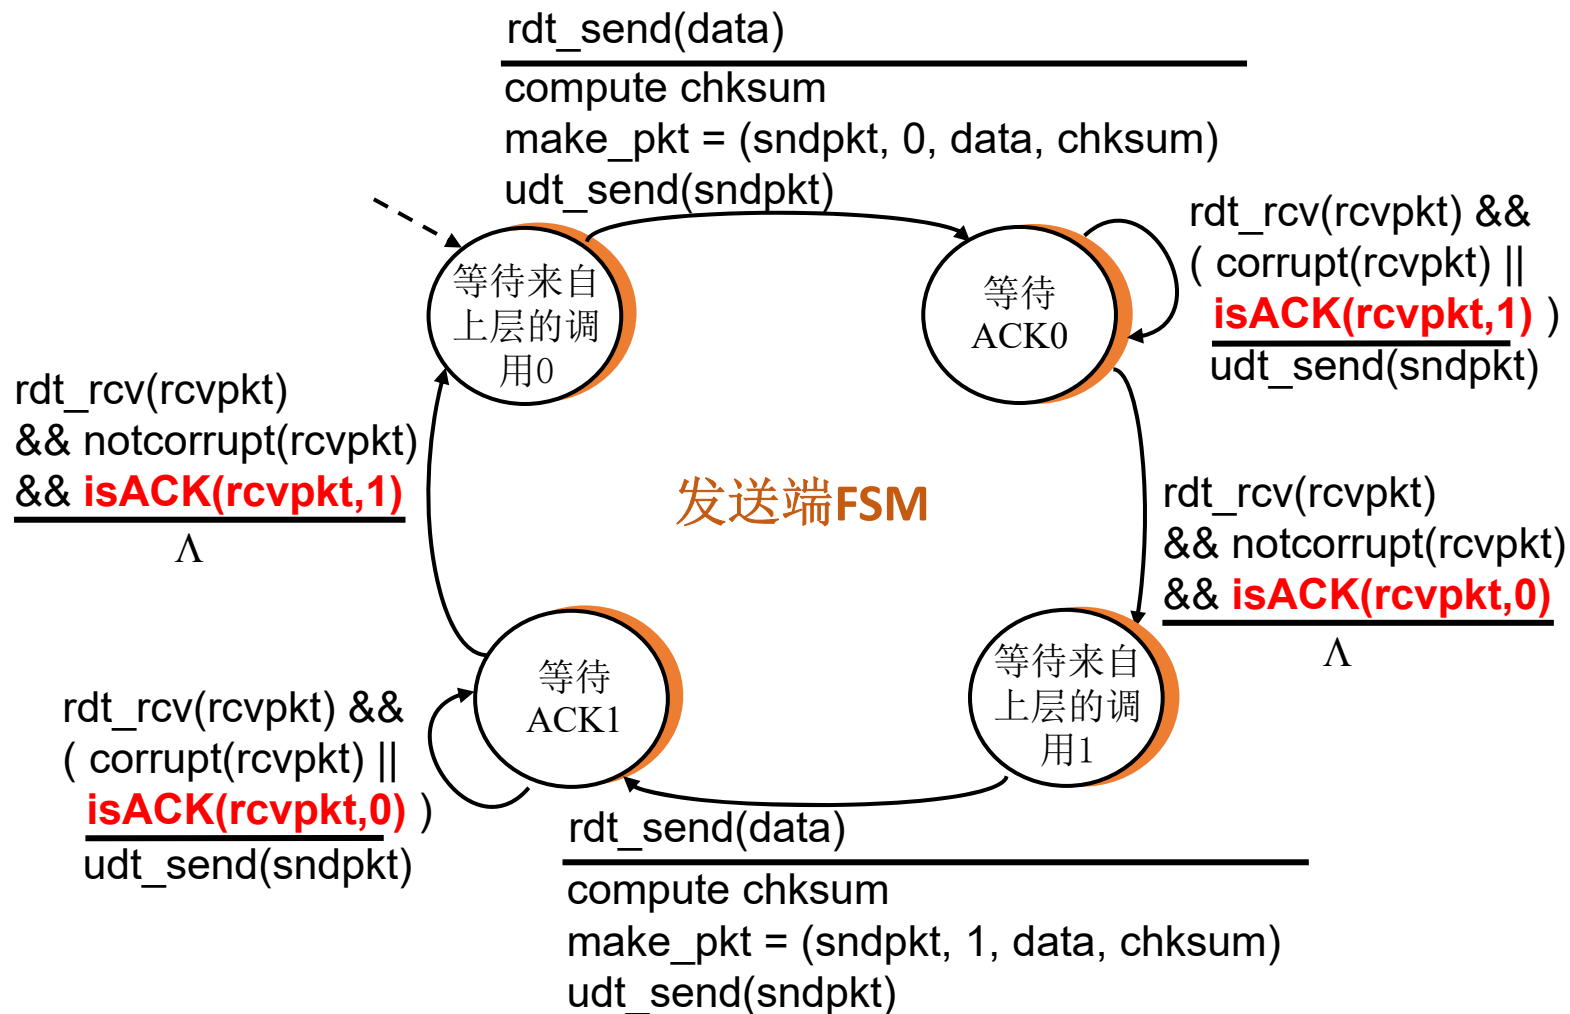 rdt_send(data)
compute chksum
make_pkt = (sndpkt, 0, data, chksum)
udt_send(sndpkt)
等待来自
上层的调
用0
等待
ACK0
rdt_rcv(rcvpkt) &&
( corrupt(rcvpkt) ||
isACK(rcvpkt,1) )
udt_send(sndpkt)
rdt_rcv(rcvpkt)
&& notcorrupt(rcvpkt)
&& isACK(rcvpkt,1)
Λ
发送端FSM
rdt_rcv(rcvpkt)
&& notcorrupt(rcvpkt)
&& isACK(rcvpkt,0)
Λ
等待
ACK1
等待来自
上层的调
用1
rdt_rcv(rcvpkt) &&
( corrupt(rcvpkt) ||
isACK(rcvpkt,0) )
udt_send(sndpkt)
rdt_send(data)
compute chksum
make_pkt = (sndpkt, 1, data, chksum)
udt_send(sndpkt)